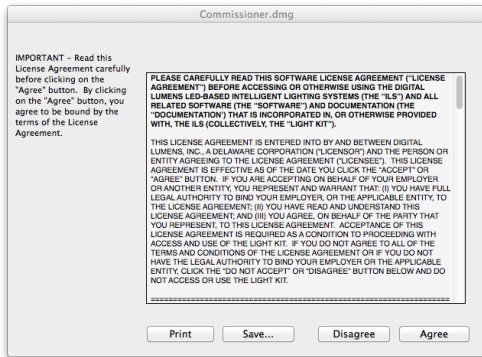 Commissioner.dmg
IMPORTANT - Read this
License Agreement carefully
before clicking on the
"Agree" button.  By clicking
on the "Agree" button, you
agree to be bound by the
terms of the License
Agreement.
PLEASE CAREFULLY READ THIS SOFTWARE LICENSE AGREEMENT ("LICENSE
AGREEMENT") BEFORE ACCESSING OR OTHERWISE USING THE DIGITAL
LUMENS LED-BASED INTELLIGENT LIGHTING SYSTEMS (THE "ILS") AND ALL
RELATED SOFTWARE (THE "SOFTWARE") AND DOCUMENTATION (THE
"DOCUMENTATION') THAT IS INCORPORATED IN, OR OTHERWISE PROVIDED
WITH, THE ILS (COLLECTIVELY, THE "LIGHT KIT").
THIS LICENSE AGREEMENT IS ENTERED INTO BY AND BETWEEN DIGITAL
LUMENS, INC., A DELAWARE CORPORATION ("LICENSOR") AND THE PERSON OR
ENTITY AGREEING TO THE LICENSE AGREEMENT ("LICENSEE").  THIS LICENSE
AGREEMENT IS EFFECTIVE AS OF THE DATE YOU CLICK THE "ACCEPT" OR
"AGREE" BUTTON.  IF YOU ARE ACCEPTING ON BEHALF OF YOUR EMPLOYER
OR ANOTHER ENTITY, YOU REPRESENT AND WARRANT THAT: (I) YOU HAVE FULL
LEGAL AUTHORITY TO BIND YOUR EMPLOYER, OR THE APPLICABLE ENTITY, TO
THE LICENSE AGREEMENT; (II) YOU HAVE READ AND UNDERSTAND THIS
LICENSE AGREEMENT; AND (III) YOU AGREE, ON BEHALF OF THE PARTY THAT
YOU REPRESENT, TO THIS LICENSE AGREEMENT.  ACCEPTANCE OF THIS
LICENSE AGREEMENT IS REQUIRED AS A CONDITION TO PROCEEDING WITH
ACCESS AND USE OF THE LIGHT KIT.  IF YOU DO NOT AGREE TO ALL OF THE
TERMS AND CONDITIONS OF THE LICENSE AGREEMENT OR IF YOU DO NOT
HAVE THE LEGAL AUTHORITY TO BIND YOUR EMPLOYER OR THE APPLICABLE
ENTITY, CLICK THE "DO NOT ACCEPT" OR "DISAGREE" BUTTON BELOW AND DO
NOT ACCESS OR USE THE LIGHT KIT.
==================================================================
Print Save... Disagree Agree